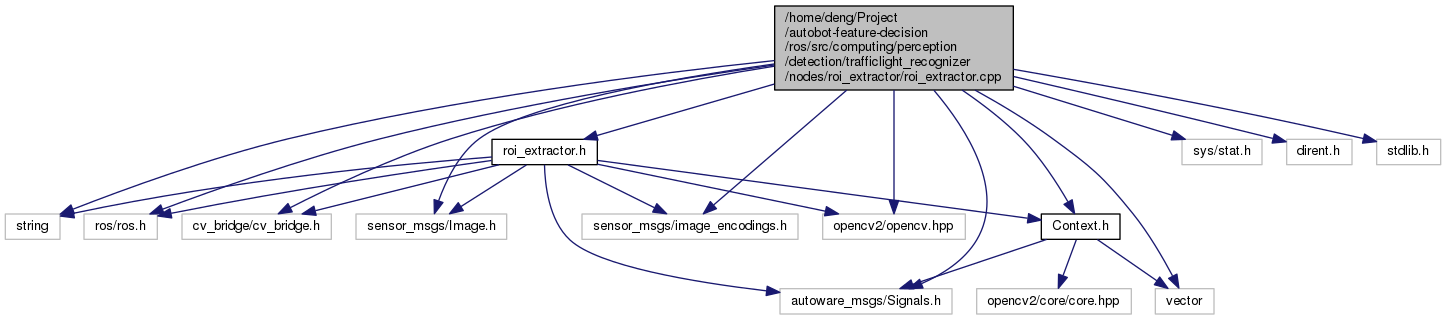 /home/deng/Project
/autobot-feature-decision
/ros/src/computing/perception
/detection/trafficlight_recognizer
/nodes/roi_extractor/roi_extractor.cpp
roi_extractor.h
sys/stat.h
dirent.h
stdlib.h
string
ros/ros.h
cv_bridge/cv_bridge.h
sensor_msgs/Image.h
sensor_msgs/image_encodings.h
opencv2/opencv.hpp
Context.h
autoware_msgs/Signals.h
opencv2/core/core.hpp
vector